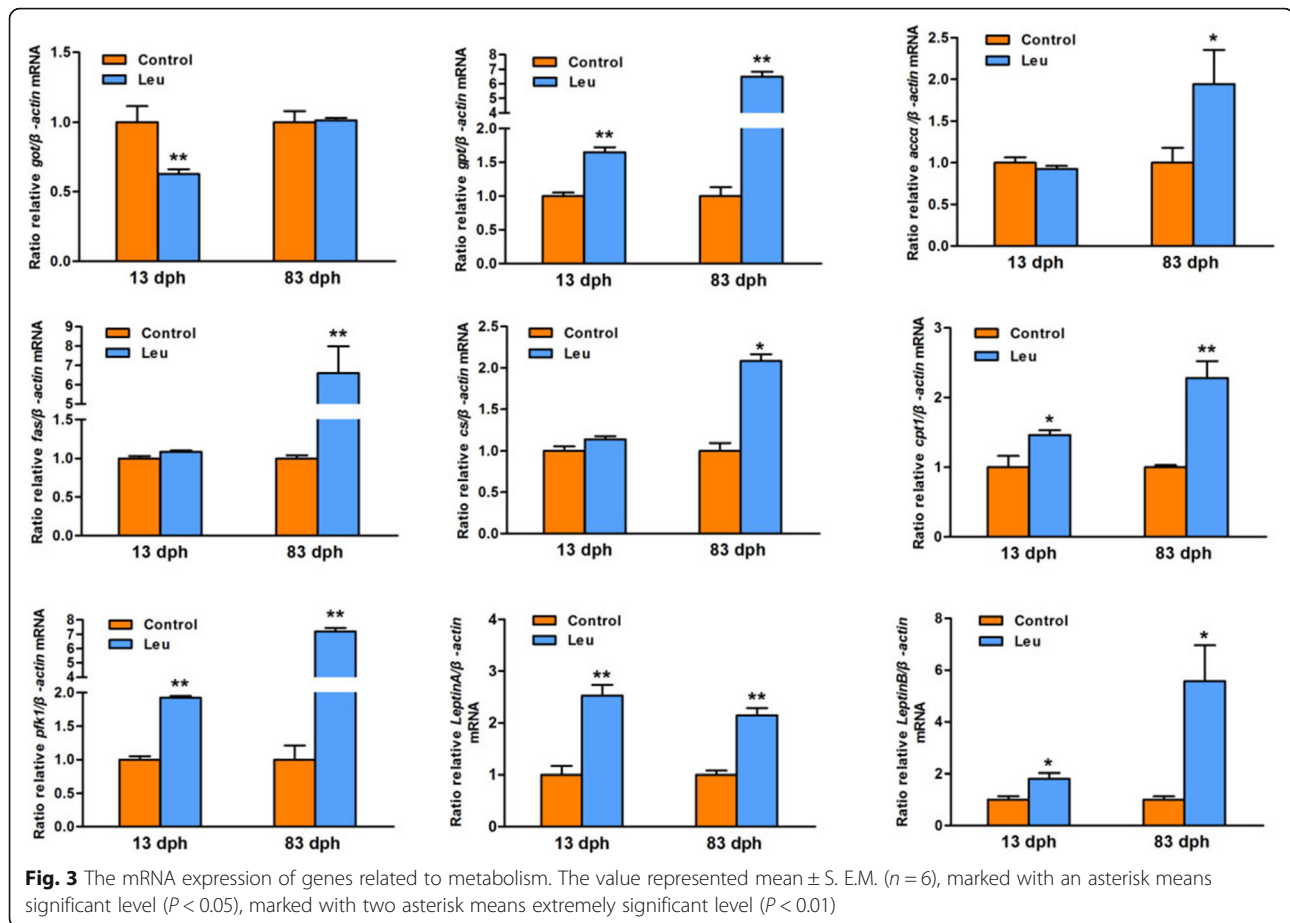 Ratio relative got/β -actin mRNA
1.5
1.0
0.5
0.0
Control
Leu
**
13 dph
83 dph
Ratio relative gpt/β -actin mRNA
8
7
6
5
4
2.0
1.5
1.0
0.5
0.0
Control
Leu
**
**
13 dph
83 dph
Ratio relative accα/β -actin mRNA
2.5
2.0
1.5
1.0
0.5
0.0
Control
Leu
*
13 dph
83 dph
Ratio relative fas/β -actin mRNA
9
8
7
6
5
4
1.5
1.0
0.5
0.0
Control
Leu
**
13 dph
83 dph
Ratio relative cs/β -actin mRNA
2.5
2.0
1.5
1.0
0.5
0.0
Control
Leu
*
13 dph
83 dph
Ratio relative cpt1/β -actin mRNA
3
2
1
0
Control
Leu
*
**
13 dph
83 dph
Ratio relative pfk1/β -actin mRNA
8
7
6
5
4
3
2.0
1.5
1.0
0.5
0.0
Control
Leu
**
**
13 dph
83 dph
Ratio relative LeptinA/β -actin
mRNA
4
3
2
1
0
Control
Leu
**
**
13 dph
83 dph
Ratio relative LeptinB/β -actin
mRNA
8
6
4
2
0
Control
Leu
*
*
13 dph
83 dph
Fig. 3 The mRNA expression of genes related to metabolism. The value represented mean ± S. E.M. (n = 6), marked with an asterisk means
significant level (P < 0.05), marked with two asterisk means extremely significant level (P < 0.01)